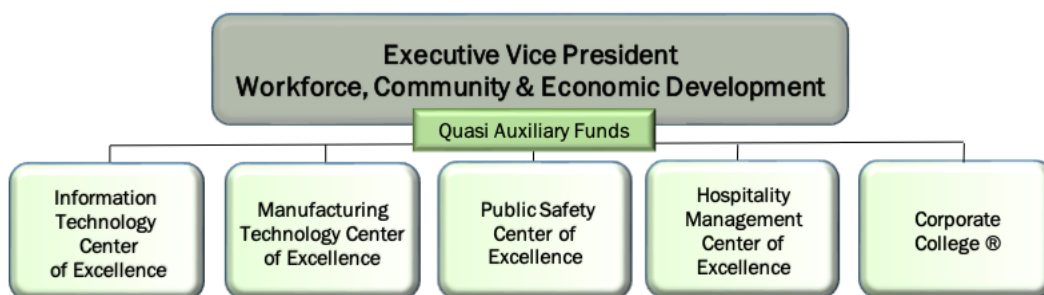 Executive Vice President
Workforce, Community & Economic Development
Quasi Auxiliary Funds
Information
Technology
Center
of Excellence
Manufacturing
Technology Center
of Excellence
Public Safety
Center of
Excellence
Hospitality
Management
Center of
Excellence
Corporate
College ®